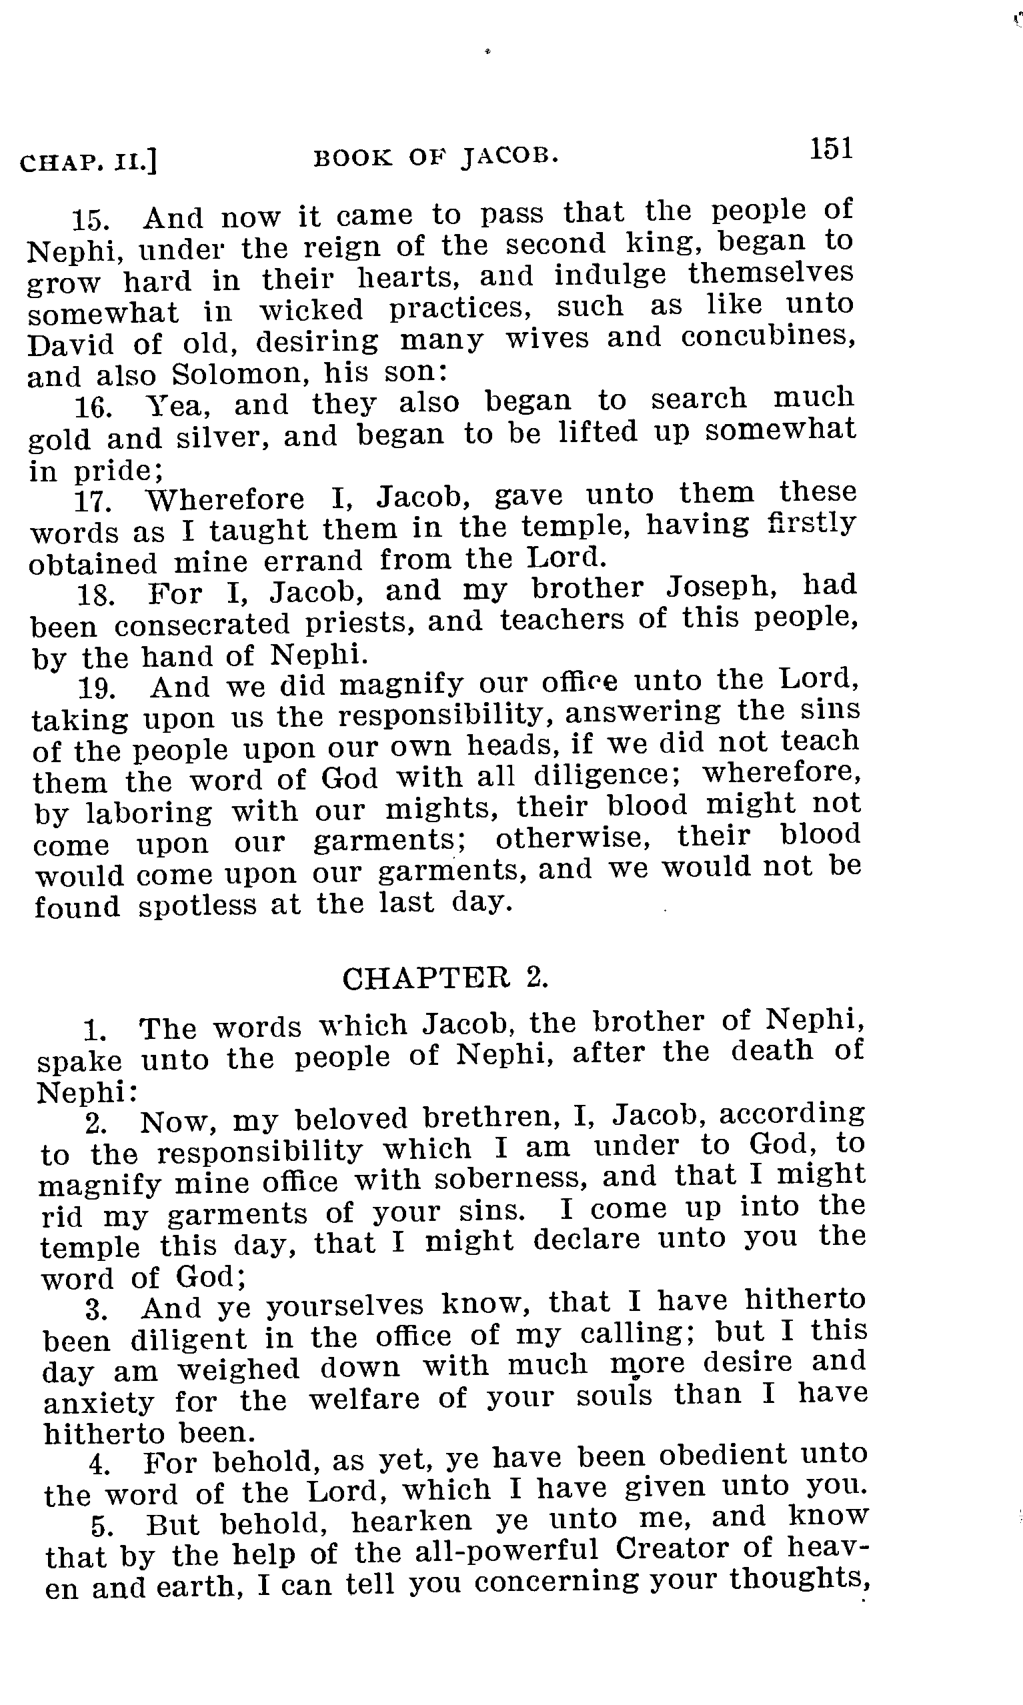 CHAP. II.] BOOK OF JACOB. 151
15. And now it came to pass that the people of
Nephi, under the reign of the second king, began to
grow hard in their hearts, and indulge themselves
somewhat in wicked practices, such as like unto
David of old, desiring many wives and concubines,
and also Solomon, his son:
16. Yea, and they also began to search much
gold and silver, and began to be lifted up somewhat
in pride;
17. Wherefore I, Jacob, gave unto them these
words as I taught them in the temple, having firstly
obtained mine errand from the Lord.
18. For I, Jacob, and my brother Joseph, had
been consecrated priests, and teachers of this people,
by the hand of Nephi.
19. And we did magnify our office unto the Lord,
taking upon us the responsibility, answering the sins
of the people upon our own heads, if we did not teach
them the word of God with all diligence; wherefore,
by laboring with our mights, their blood might not
come upon our garments; otherwise, their blood
would come upon our garments, and we would not be
found spotless at the last day.
CHAPTER 2.
1. The words which Jacob, the brother of Nephi,
spake unto the people of Nephi, after the death of
Nephi:
2. Now, my beloved brethren, I, Jacob, according
to the responsibility which I am under to God, to
magnify mine office with soberness, and that I might
rid my garments of your sins. I come up into the
temple this day, that I might declare unto you the
word of God;
3. And ye yourselves know, that I have hitherto
been diligent in the office of my calling; but I this
day am weighed down with much more desire and
anxiety for the welfare of your souls than I have
hitherto been.
4. For behold, as yet, ye have been obedient unto
the word of the Lord, which I have given unto you.
5. But behold, hearken ye unto me, and know
that by the help of the all-powerful Creator of heav-
en and earth, I can tell you concerning your thoughts,